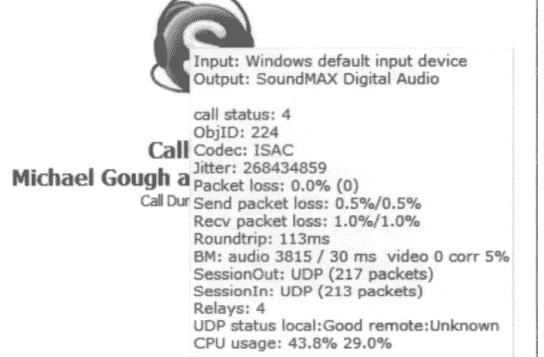 Input: Windows default input device
Output: SoundMAX Digital Audio
call status: 4
ObjID: 224
Call
Codec: ISAC
Jitter: 268434859
Michael Gough a
Packet loss: 0.0% (0)
Call Dur
Send packet loss: 0.5%/0.5%
Recv packet loss: 1.0%/1.0%
Roundtrip: 113ms
BM: audio 3815 / 30 ms video 0 corr 5%
SessionOut: UDP (217 packets)
SessionIn: UDP (213 packets)
Relays: 4
UDP status local:Good remote:Unknown
CPU usage: 43.8% 29.0%